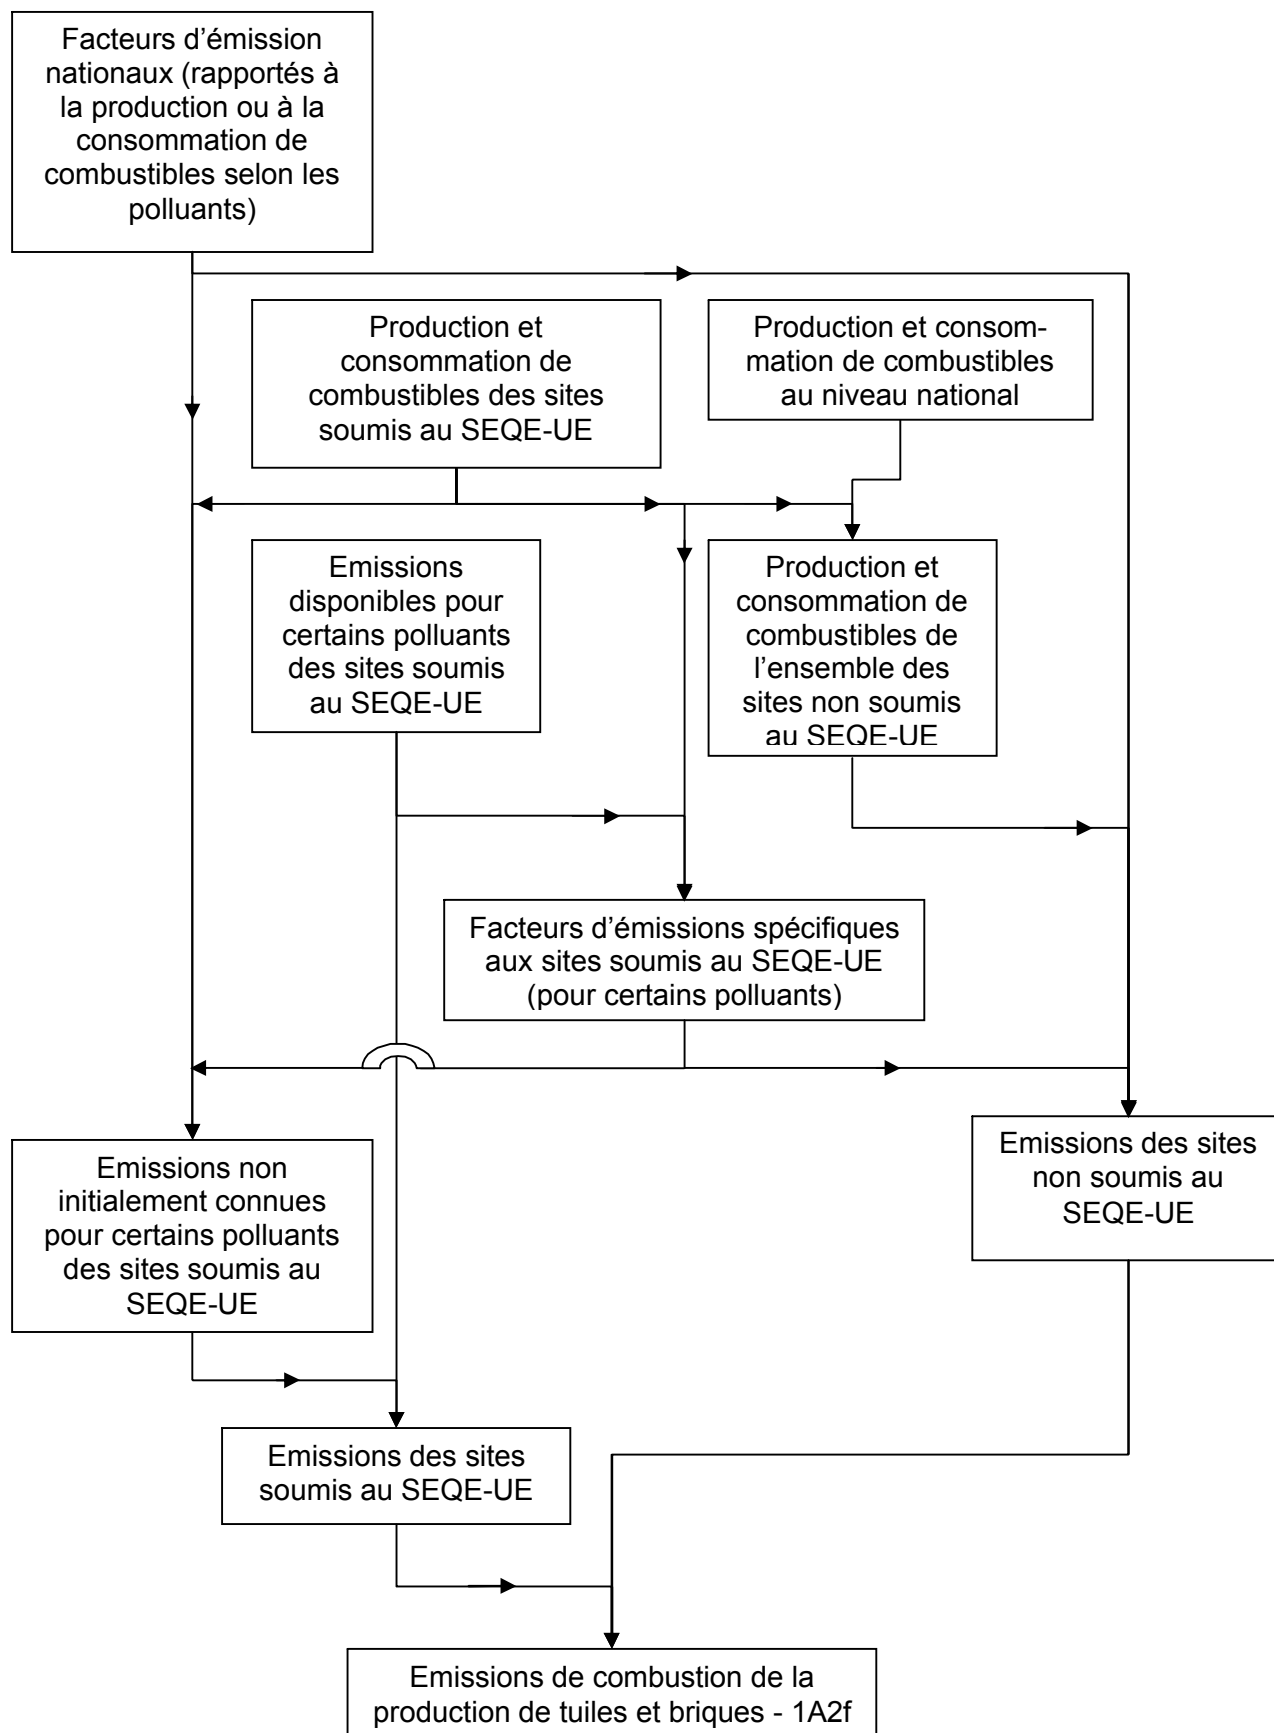 Facteurs d’émission
nationaux (rapportés à
la production ou à la
consommation de
combustibles selon les
polluants)
Production et
consommation de
combustibles des sites
soumis au SEQE-UE
Production et consom-
mation de combustibles
au niveau national
Emissions
disponibles pour
certains polluants
des sites soumis
au SEQE-UE
Production et
consommation de
combustibles de
l’ensemble des
sites non soumis
au SEQE-UE
Facteurs d’émissions spécifiques
aux sites soumis au SEQE-UE
(pour certains polluants)
Emissions non
initialement connues
pour certains polluants
des sites soumis au
SEQE-UE
Emissions des sites
non soumis au
SEQE-UE
Emissions des sites
soumis au SEQE-UE
Emissions de combustion de la
production de tuiles et briques - 1A2f